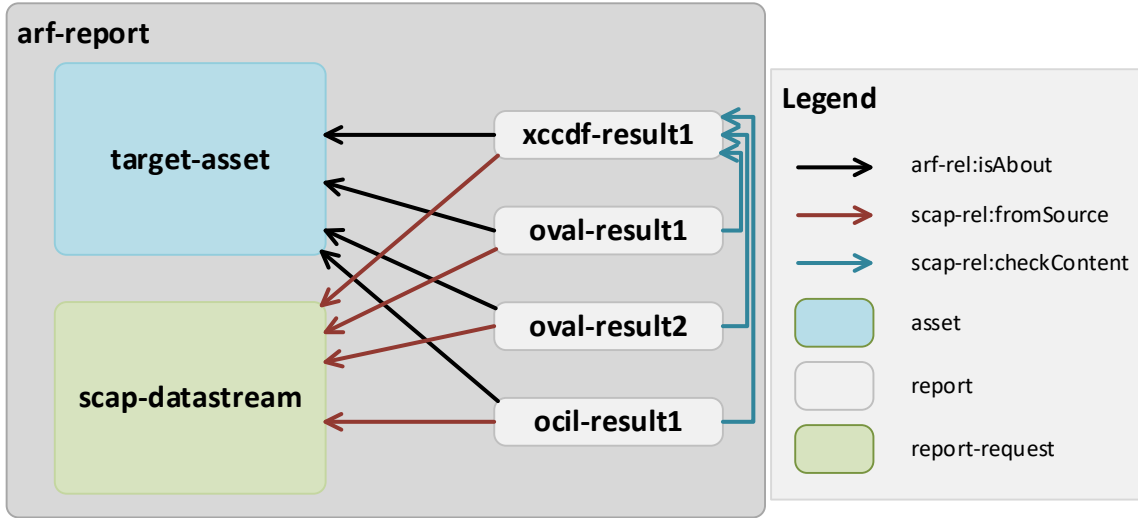 arf-report
target-asset
scap-datastream
xccdf-result1
oval-result1
oval-result2
ocil-result1
Legend
arf-rel:isAbout
scap-rel:fromSource
scap-rel:checkContent
asset
report
report-request